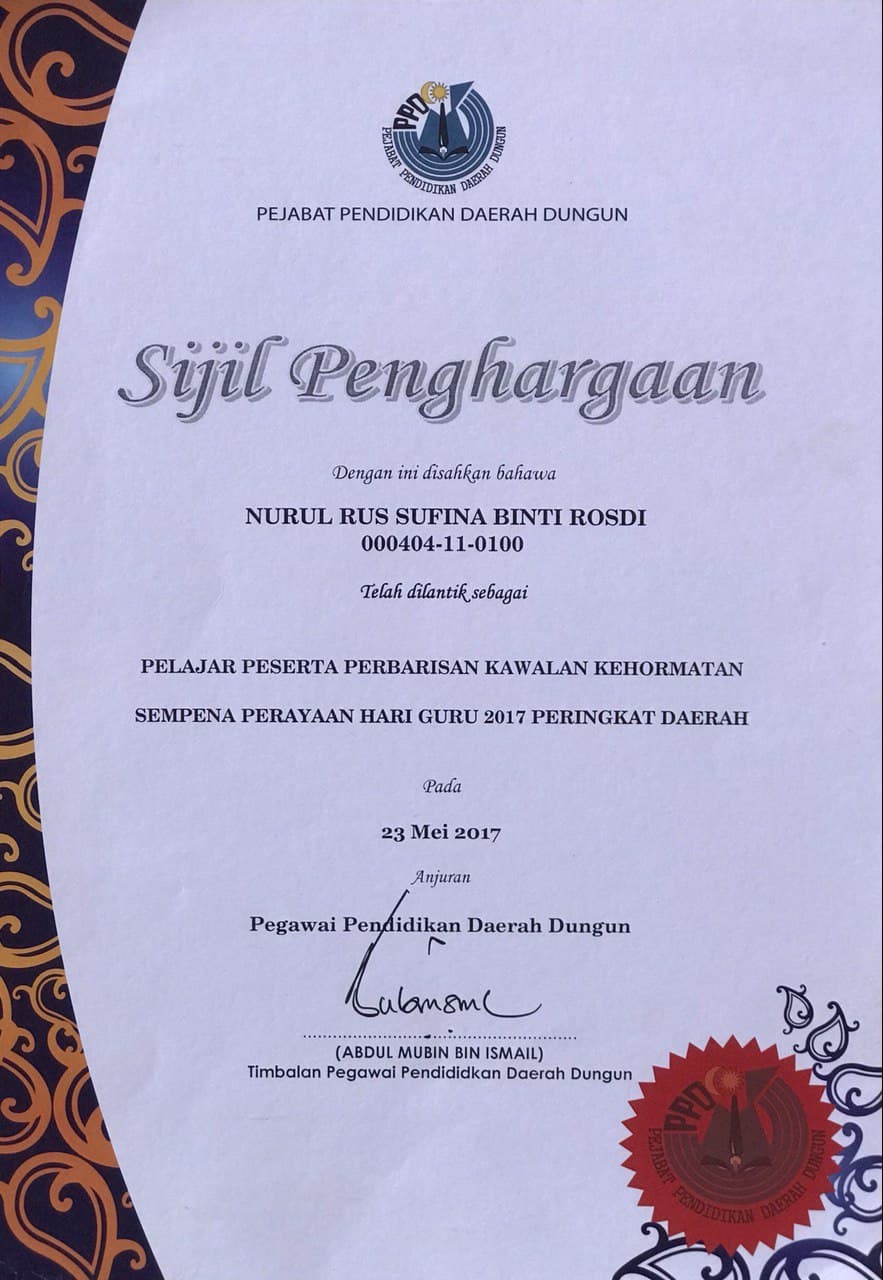 PPD
PEJABAT PENDIDIKAN DAERAH DUNGUN
PEJABAT PENDIDIKAN DAERAH DUNGUN
Sijil Penghargaan
Dengan ini disahkan bahawa
NURUL RUS SUFINA BINTI ROSDI
000404-11-0100
Telah dilantik sebagai
PELAJAR PESERTA PERBARISAN KAWALAN KEHORMATAN
SEMPENA PERAYAAN HARI GURU 2017 PERINGKAT DAERAH
Pada
23 Mei 2017
Anjuran
Pegawai Pendidikan Daerah Dungun
(ABDUL MUBIN BIN ISMAIL)
Timbalan Pegawai Pendididkan Daerah Dungun
PPD
PEJABAT PENDIDIKAN DAERAH DUNGUN